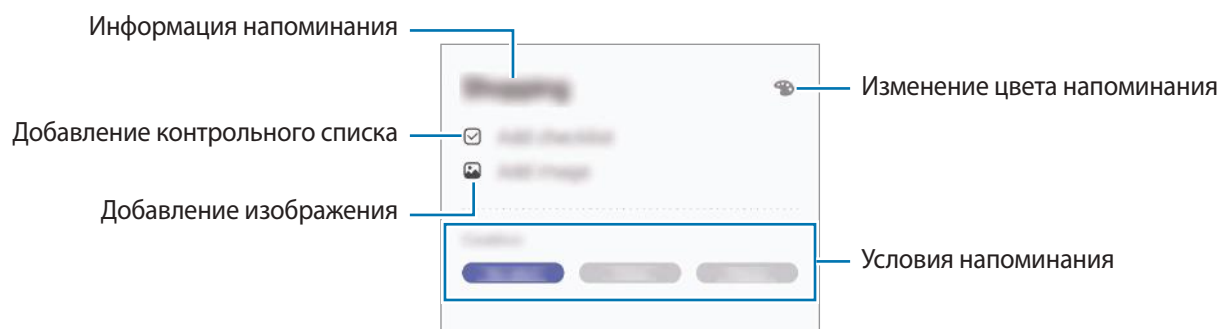 Информация напоминания
Изменение цвета напоминания
Добавление контрольного списка
Добавление изображения
Условия напоминания